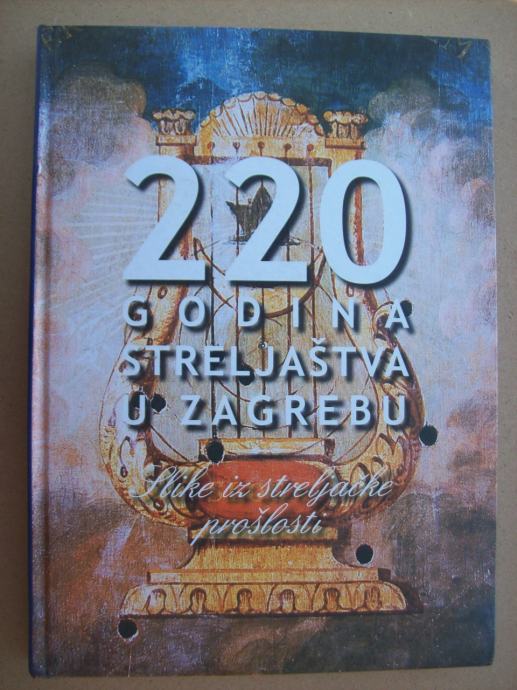 220
GODINA
STRELJAŠTVA
U ZAGREBU
Slike iz streljačke
prošlosti